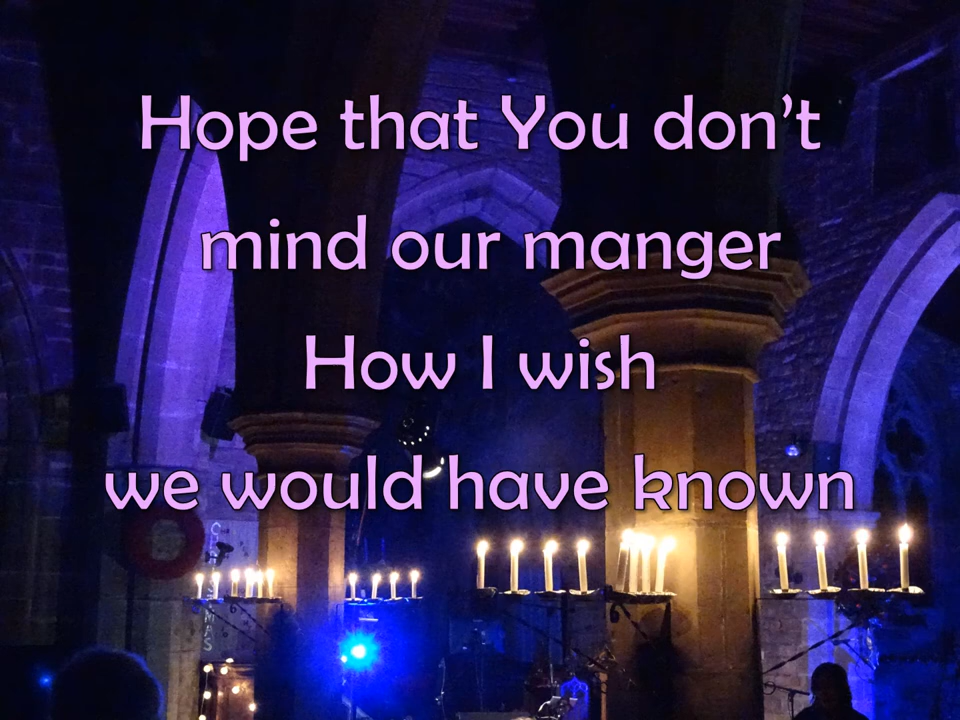 Hope that You don’t
mind our manger
How I wish
we would have known